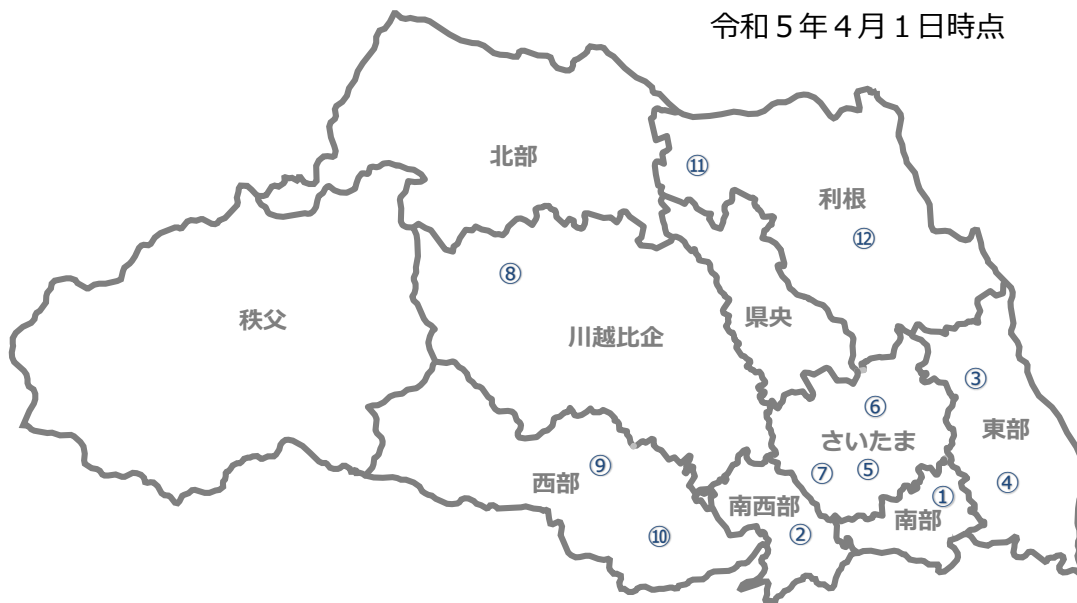 令和５年４月１日時点
北部
⑪
利根
⑫
⑧
秩父
川越比企
県央
③
⑥
さいたま
東部
⑨
⑦
⑤
西部
④
①
南西部
南部
⑩
②